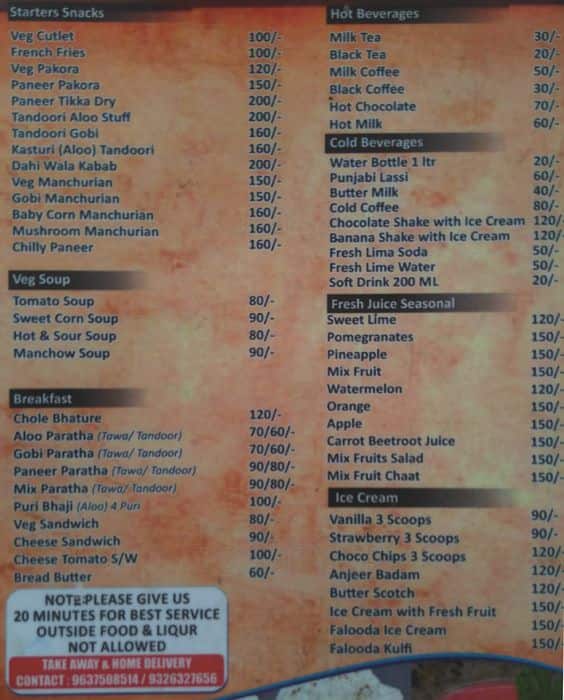 Starters Snacks
Veg Cutlet 100/-
French Fries 100/-
Veg Pakora 120/-
Paneer Pakora 150/-
Paneer Tikka Dry 200/-
Tandoori Aloo Stuff 200/-
Tandoori Gobi 160/-
Kasturi (Aloo) Tandoori 160/-
Dahi Wala Kabab 200/-
Veg Manchurian 150/-
Gobi Manchurian 150/-
Baby Corn Manchurian 160/-
Mushroom Manchurian 160/-
Chilly Paneer 160/-
Veg Soup
Tomato Soup 80/-
Sweet Corn Soup 90/-
Hot & Sour Soup 80/-
Manchow Soup 90/-
Breakfast
Chole Bhature 120/-
Aloo Paratha (Tawa/ Tandoor) 70/60/-
Gobi Paratha (Tawa/ Tandoor) 70/60/-
Paneer Paratha (Tawa/ Tandoor) 90/80/-
Mix Paratha (Tawa/ Tandoor) 90/80/-
Puri Bhaji (Aloo) 4 Puri 100/-
Veg Sandwich 80/-
Cheese Sandwich 90/-
Cheese Tomato S/W 100/-
Bread Butter 60/-
NOTE:PLEASE GIVE US
20 MINUTES FOR BEST SERVICE
OUTSIDE FOOD & LIQUR
NOT ALLOWED
TAKE AWAY & HOME DELIVERY
CONTACT : 9637508514 / 9326327656
Hot Beverages
Milk Tea 30/-
Black Tea 20/-
Milk Coffee 50/-
Black Coffee 30/-
Hot Chocolate 70/-
Hot Milk 60/-
Cold Beverages
Water Bottle 1 ltr 20/-
Punjabi Lassi 60/-
Butter Milk 40/-
Cold Coffee 80/-
Chocolate Shake with Ice Cream 120/-
Banana Shake with Ice Cream 120/-
Fresh Lima Soda 50/-
Fresh Lime Water 50/-
Soft Drink 200 ML 20/-
Fresh Juice Seasonal
Sweet Lime 120/-
Pomegranates 150/-
Pineapple 150/-
Mix Fruit 150/-
Watermelon 120/-
Orange 150/-
Apple 150/-
Carrot Beetroot Juice 150/-
Mix Fruits Salad 150/-
Mix Fruit Chaat 150/-
Ice Cream
Vanilla 3 Scoops 90/-
Strawberry 3 Scoops 90/-
Choco Chips 3 Scoops 120/-
Anjeer Badam 120/-
Butter Scotch 120/-
Ice Cream with Fresh Fruit 150/-
Falooda Ice Cream 150/-
Falooda Kulfi 150/-